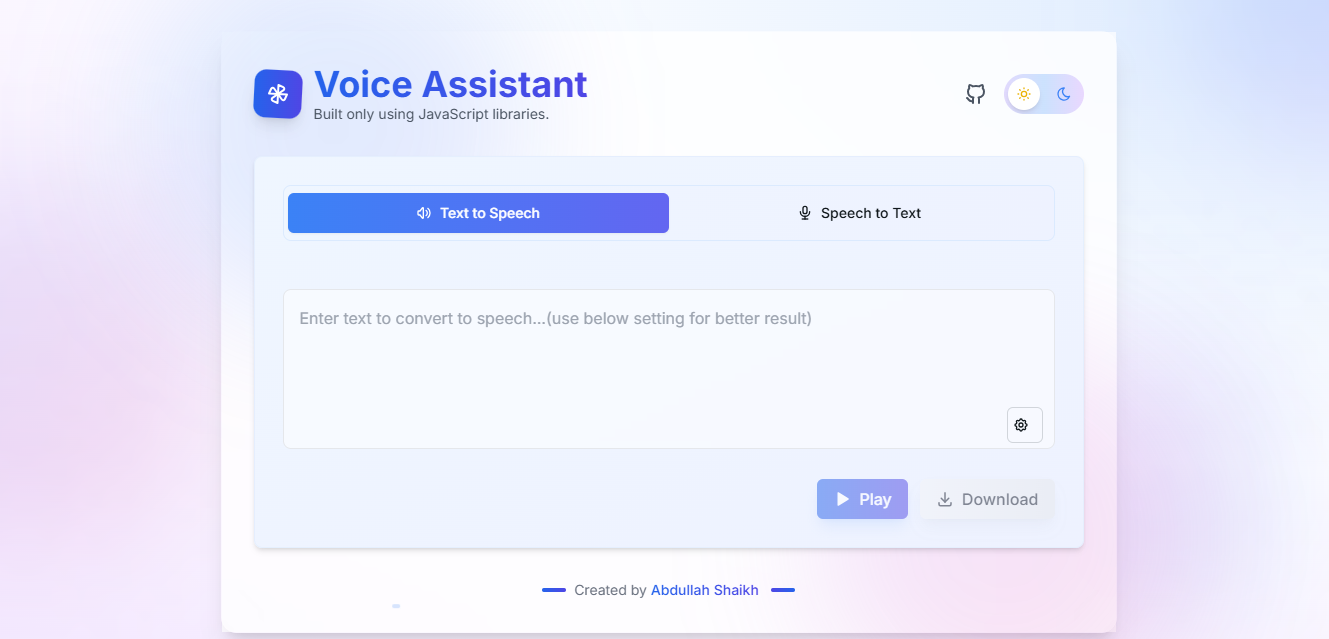 Voice Assistant
Built only using JavaScript libraries.
Text to Speech
Speech to Text
Enter text to convert to speech...(use below setting for better result)
Play
Download
Created by Abdullah Shaikh